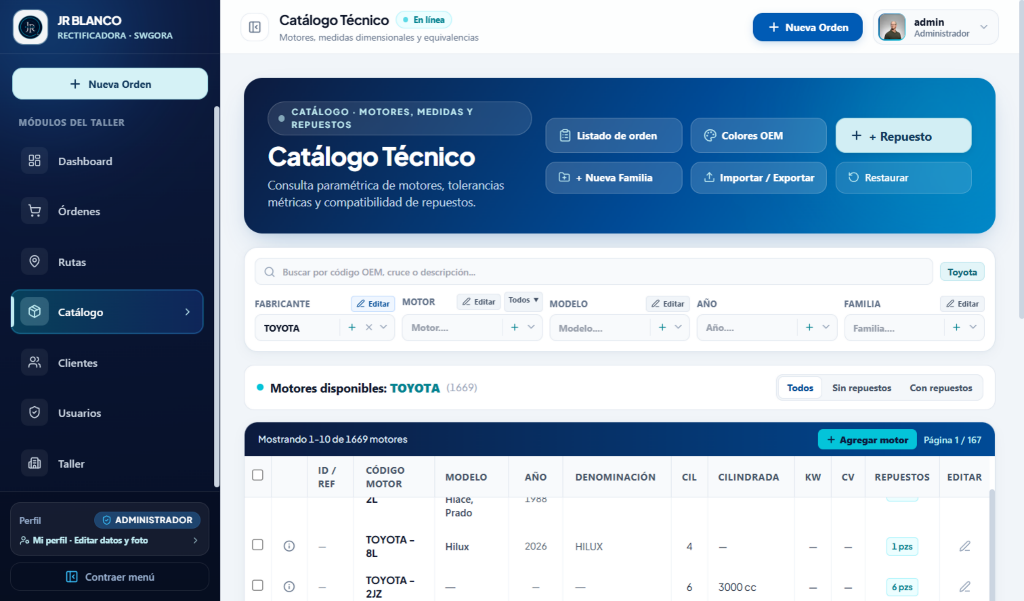 JR BLANCO
RECTIFICADORA · SWGORA
+ Nueva Orden
MÓDULOS DEL TALLER
Dashboard
Órdenes
Rutas
Catálogo
Clientes
Usuarios
Taller
Perfil
ADMINISTRADOR
Mi perfil · Editar datos y foto
Contraer menú
Catálogo Técnico
En línea
Motores, medidas dimensionales y equivalencias
+ Nueva Orden
admin
Administrador
CATÁLOGO · MOTORES, MEDIDAS Y
REPUESTOS
Catálogo Técnico
Consulta paramétrica de motores, tolerancias
métricas y compatibilidad de repuestos.
Listado de orden
Colores OEM
+ + Repuesto
+ Nueva Familia
Importar / Exportar
Restaurar
Buscar por código OEM, cruce o descripción...
Toyota
FABRICANTE
Editar
MOTOR
Editar
Todos ▾
MODELO
Editar
AÑO
FAMILIA
Editar
TOYOTA
Motor....
Modelo....
Año....
Familia....
Motores disponibles: TOYOTA (1669)
Todos
Sin repuestos
Con repuestos
Mostrando 1-10 de 1669 motores
+ Agregar motor
Página 1 / 167
ID / REF
CÓDIGO MOTOR
MODELO
AÑO
DENOMINACIÓN
CIL
CILINDRADA
KW
CV
REPUESTOS
EDITAR
2L
Hiace, Prado
1988
— TOYOTA - 8L Hilux 2026 HILUX 4 — — — 1 pzs
— TOYOTA - 2JZ — — — 6 3000 cc — — 6 pzs